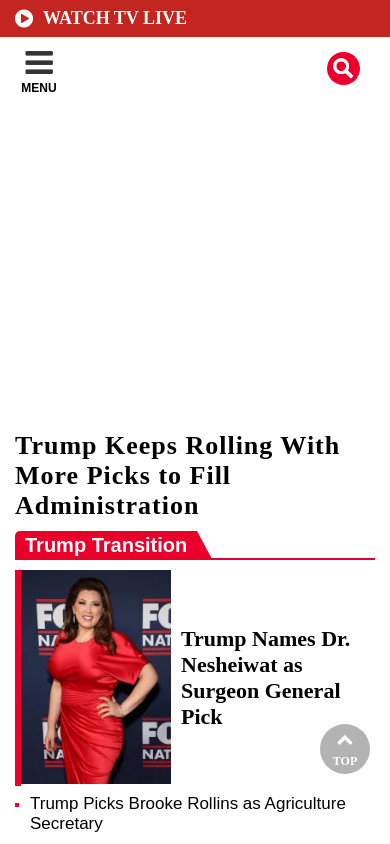 WATCH TV LIVE
MENU
Trump Keeps Rolling With
More Picks to Fill
Administration
Trump Transition
FO
FO
NAT
NAT
Trump Names Dr.
Nesheiwat as
Surgeon General
Pick
FO
FO
NAT
TOP
Trump Picks Brooke Rollins as Agriculture
Secretary